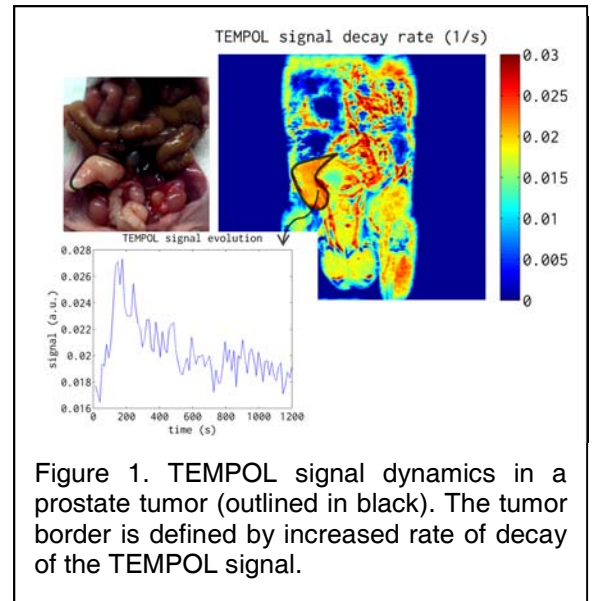 TEMPOL signal decay rate (1/s)
0.03
0.025
0.02
0.015
0.01
0.005
0
TEMPOL signal evolution
0.028
0.026
0.024
0.022
0.02
0.018
0.016
signal (a.u.)
0 200 400 600 800 1000 1200
time (s)
Figure 1. TEMPOL signal dynamics in a
prostate tumor (outlined in black). The tumor
border is defined by increased rate of decay
of the TEMPOL signal.